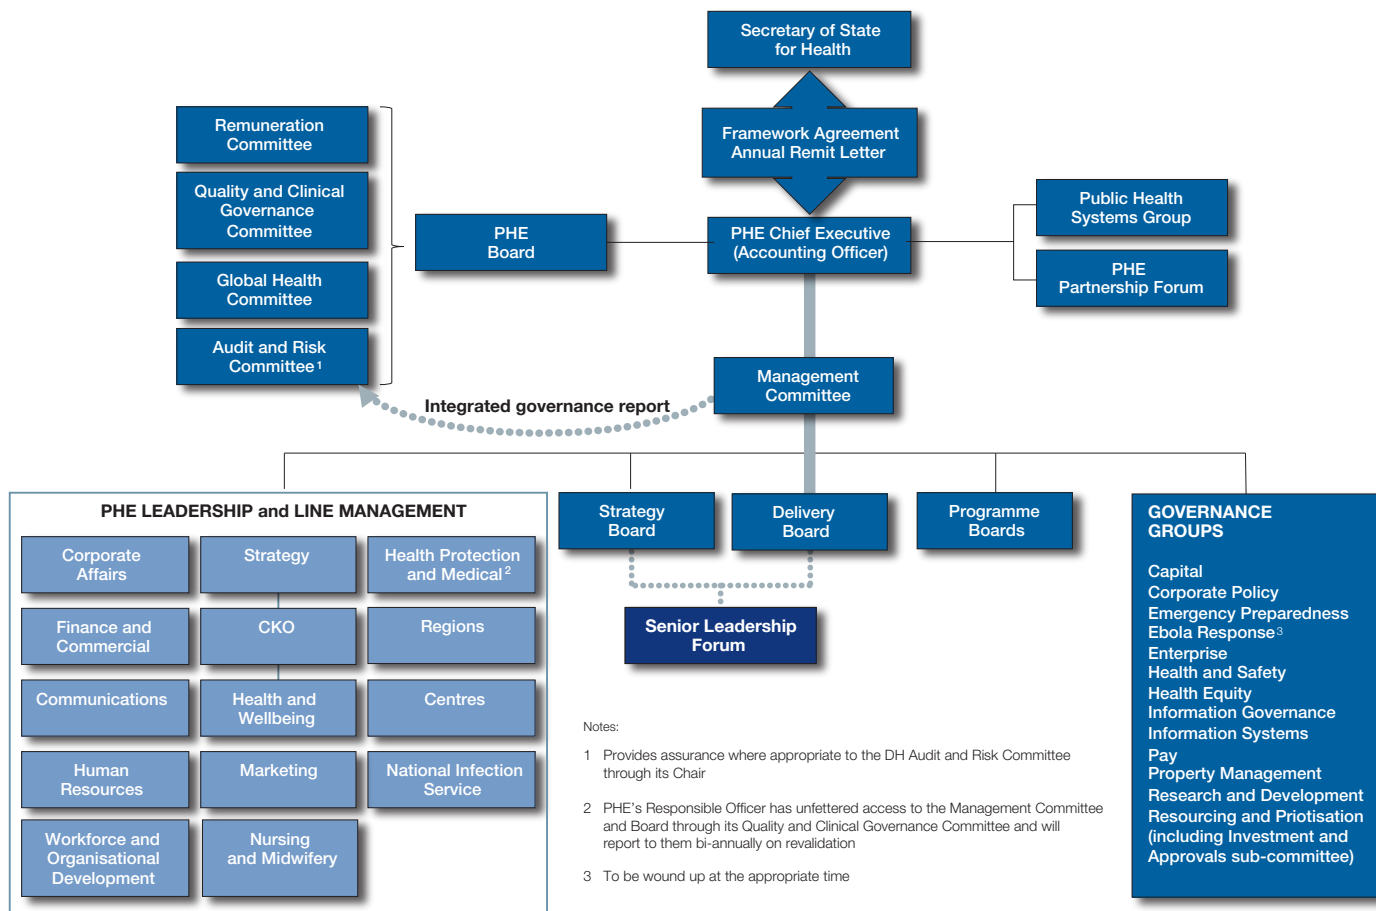 Secretary of State
for Health
Framework Agreement
Annual Remit Letter
Remuneration
Committee
Quality and Clinical
Governance
Committee
Global Health
Committee
Audit and Risk
Committee 1
PHE
Board
PHE Chief Executive
(Accounting Officer)
Public Health
Systems Group
PHE
Partnership Forum
Management
Committee
Integrated governance report
PHE LEADERSHIP and LINE MANAGEMENT
Corporate
Affairs
Strategy
Health Protection
and Medical 2
Finance and
Commercial
CKO
Regions
Communications
Health and
Wellbeing
Centres
Human
Resources
Marketing
National Infection
Service
Workforce and
Organisational
Development
Nursing
and Midwifery
Strategy
Board
Delivery
Board
Programme
Boards
Senior Leadership
Forum
GOVERNANCE
GROUPS
Capital
Corporate Policy
Emergency Preparedness
Ebola Response 3
Enterprise
Health and Safety
Health Equity
Information Governance
Information Systems
Pay
Property Management
Research and Development
Resourcing and Priotisation
(including Investment and
Approvals sub-committee)
Notes:
1 Provides assurance where appropriate to the DH Audit and Risk Committee
through its Chair
2 PHE's Responsible Officer has unfettered access to the Management Committee
and Board through its Quality and Clinical Governance Committee and will
report to them bi-annually on revalidation
3 To be wound up at the appropriate time